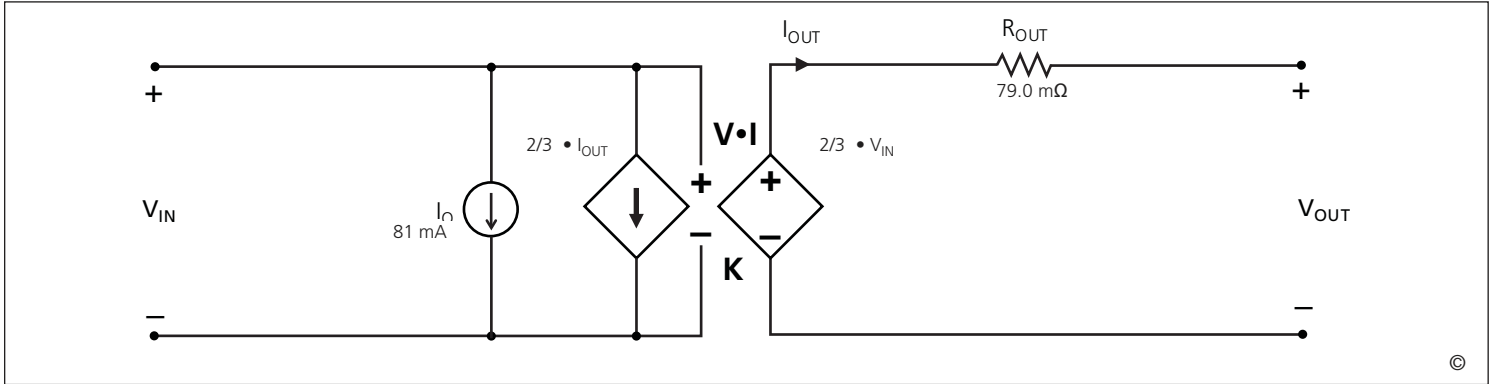 I_OUT
R_OUT
79.0 mΩ
+
+
2/3 • I_OUT
V•I
2/3 • V_IN
+
+
V_IN
I_Q
81 mA
V_OUT
–
–
K
–
–
©